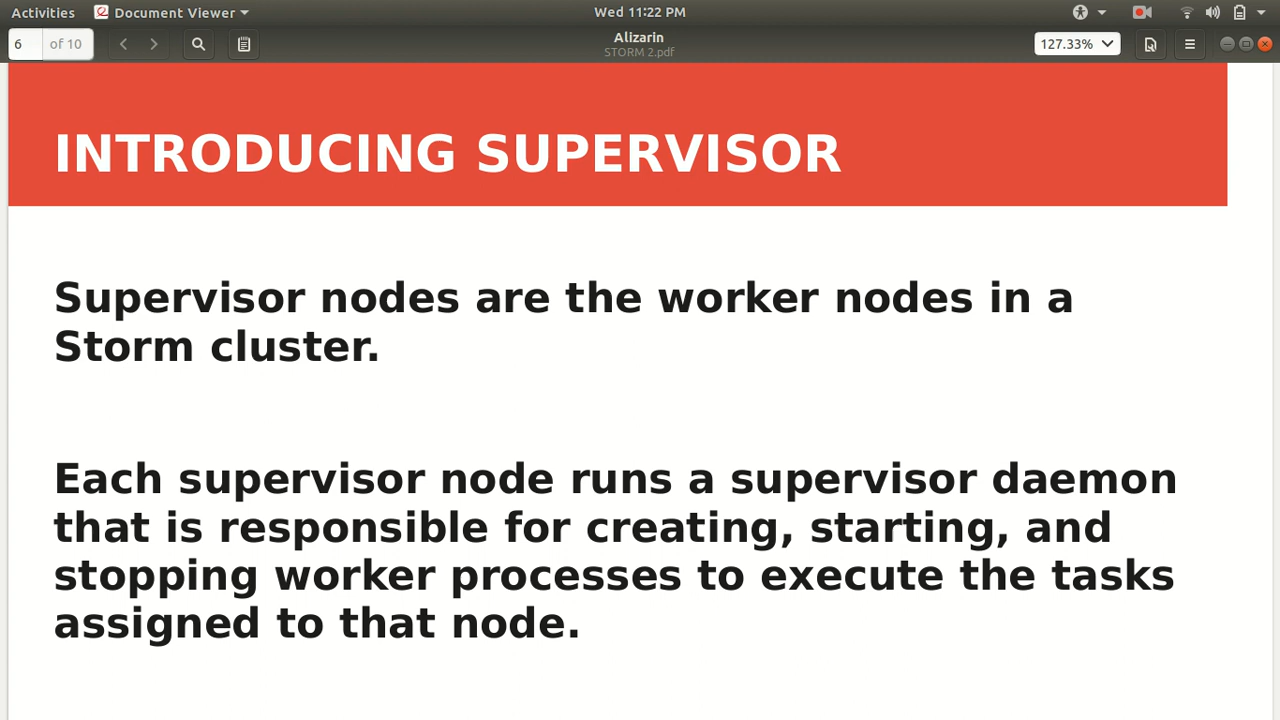 Activities
Document Viewer
Wed 11:22 PM
6 of 10
Alizarin
STORM 2.pdf
127.33%
INTRODUCING SUPERVISOR
Supervisor nodes are the worker nodes in a
Storm cluster.
Each supervisor node runs a supervisor daemon
that is responsible for creating, starting, and
stopping worker processes to execute the tasks
assigned to that node.